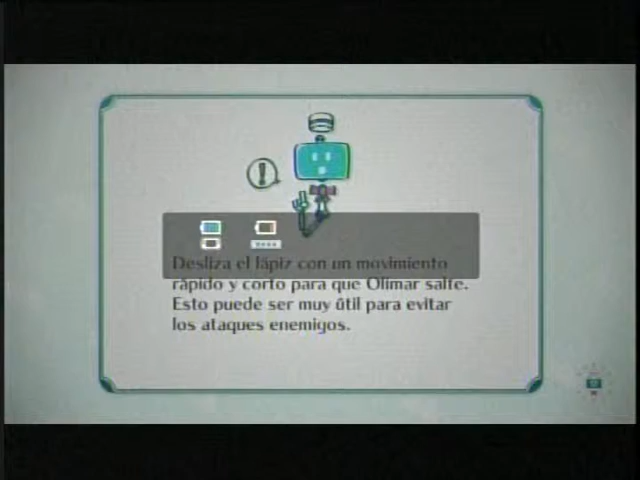 Desliza el lápiz con un movimiento
rápido y corto para que Olimar salte.
Esto puede ser muy útil para evitar
los ataques enemigos.